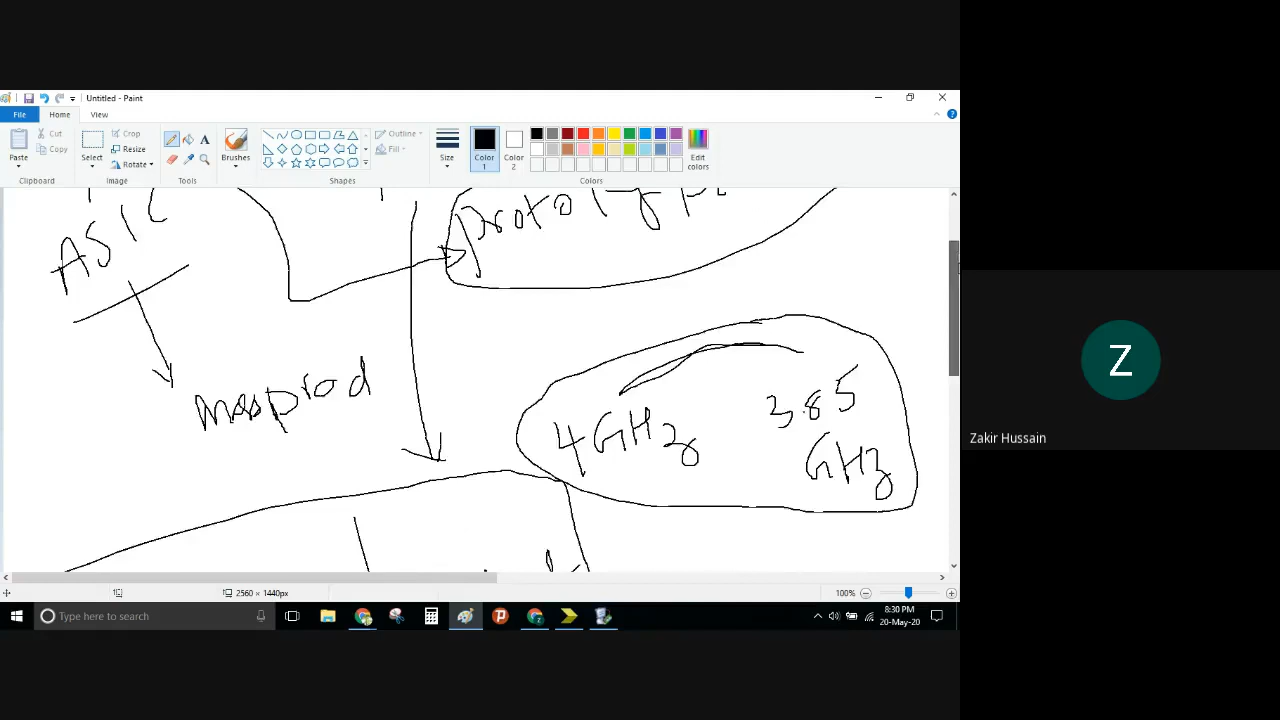 Untitled - Paint
File Home View
Cut
Copy
Paste
Clipboard
Crop
Resize
Rotate
Select
Image
Tools
Brushes
Outline
Fill
Shapes
Size
Color 1
Color 2
Edit colors
Colors
ASIC
massprod
4 GHz
3.85
GHz
2560 × 1440px
100%
Type here to search
8:30 PM
20-May-20
Z
Zakir Hussain